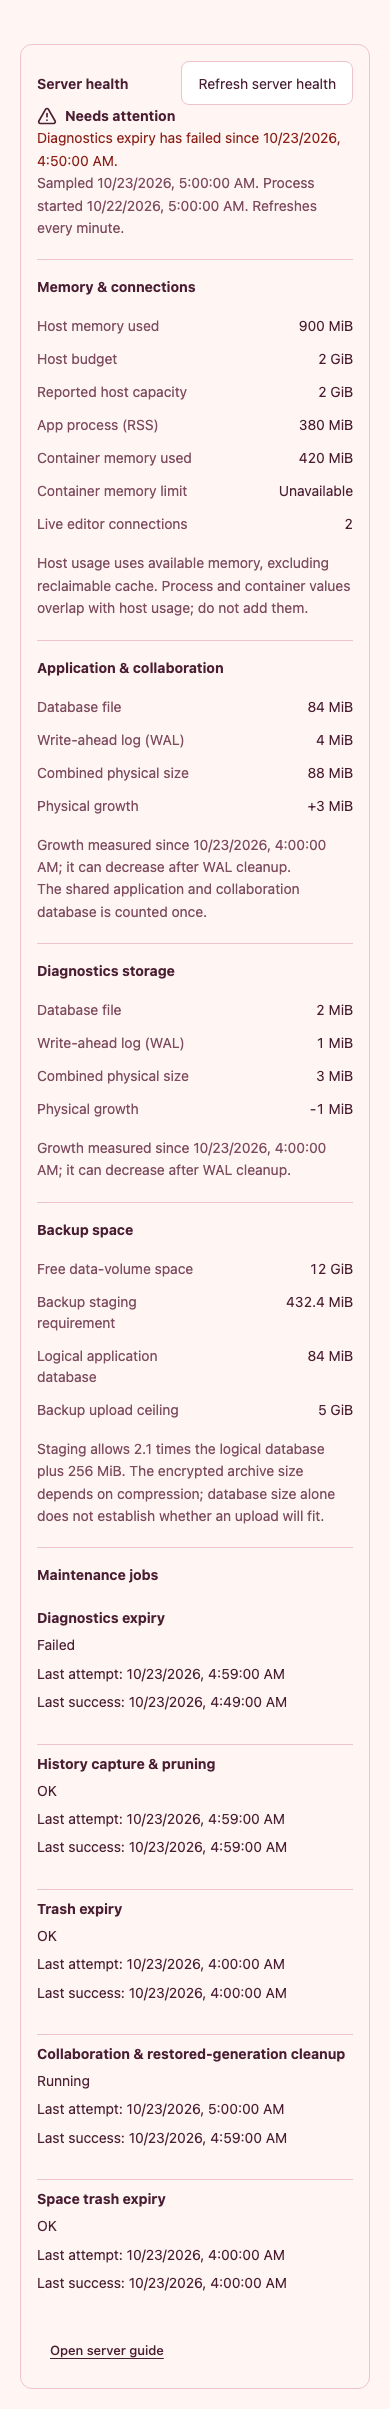 Server health
Refresh server health
Needs attention
Diagnostics expiry has failed since 10/23/2026,
4:50:00 AM.
Sampled 10/23/2026, 5:00:00 AM. Process
started 10/22/2026, 5:00:00 AM. Refreshes
every minute.
Memory & connections
Host memory used 900 MiB
Host budget 2 GiB
Reported host capacity 2 GiB
App process (RSS) 380 MiB
Container memory used 420 MiB
Container memory limit Unavailable
Live editor connections 2
Host usage uses available memory, excluding
reclaimable cache. Process and container values
overlap with host usage; do not add them.
Application & collaboration
Database file 84 MiB
Write-ahead log (WAL) 4 MiB
Combined physical size 88 MiB
Physical growth +3 MiB
Growth measured since 10/23/2026, 4:00:00
AM; it can decrease after WAL cleanup.
The shared application and collaboration
database is counted once.
Diagnostics storage
Database file 2 MiB
Write-ahead log (WAL) 1 MiB
Combined physical size 3 MiB
Physical growth -1 MiB
Growth measured since 10/23/2026, 4:00:00
AM; it can decrease after WAL cleanup.
Backup space
Free data-volume space 12 GiB
Backup staging 432.4 MiB
requirement
Logical application 84 MiB
database
Backup upload ceiling 5 GiB
Staging allows 2.1 times the logical database
plus 256 MiB. The encrypted archive size
depends on compression; database size alone
does not establish whether an upload will fit.
Maintenance jobs
Diagnostics expiry
Failed
Last attempt: 10/23/2026, 4:59:00 AM
Last success: 10/23/2026, 4:49:00 AM
History capture & pruning
OK
Last attempt: 10/23/2026, 4:59:00 AM
Last success: 10/23/2026, 4:59:00 AM
Trash expiry
OK
Last attempt: 10/23/2026, 4:00:00 AM
Last success: 10/23/2026, 4:00:00 AM
Collaboration & restored-generation cleanup
Running
Last attempt: 10/23/2026, 5:00:00 AM
Last success: 10/23/2026, 4:59:00 AM
Space trash expiry
OK
Last attempt: 10/23/2026, 4:00:00 AM
Last success: 10/23/2026, 4:00:00 AM
Open server guide